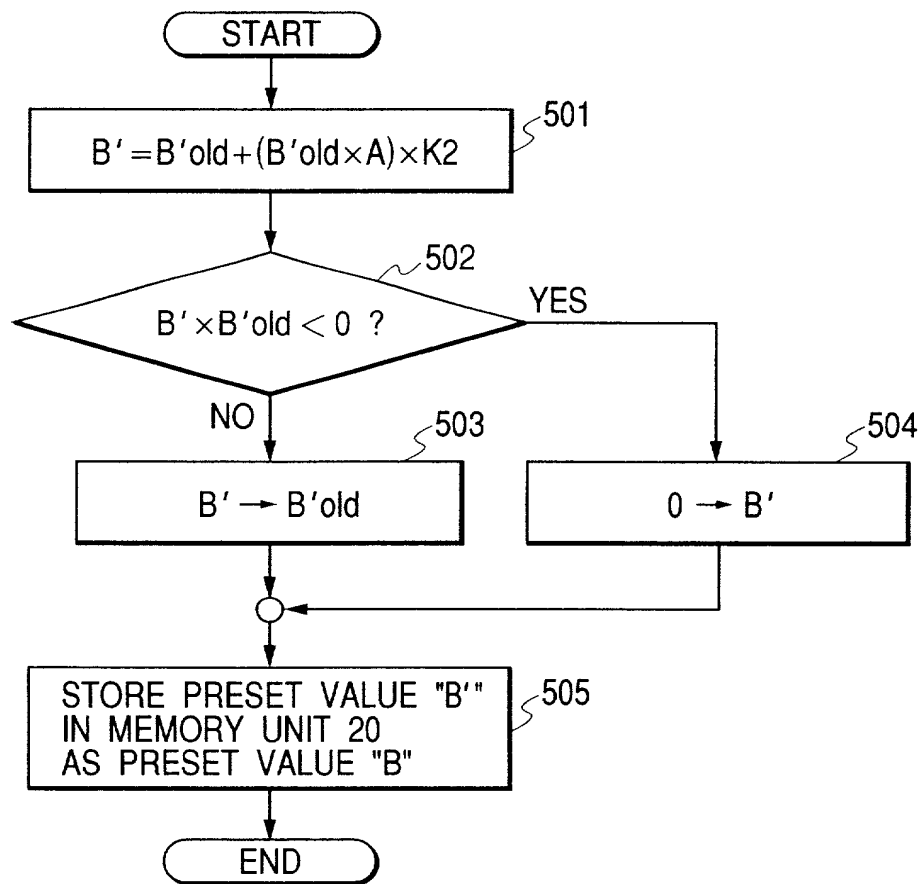 START
501
B'=B'old+(B'old×A)×K2
502
B'×B'old<0 ?
YES
NO
503
B'→B'old
504
0→B'
STORE PRESET VALUE "B'"
IN MEMORY UNIT 20
AS PRESET VALUE "B"
505
END